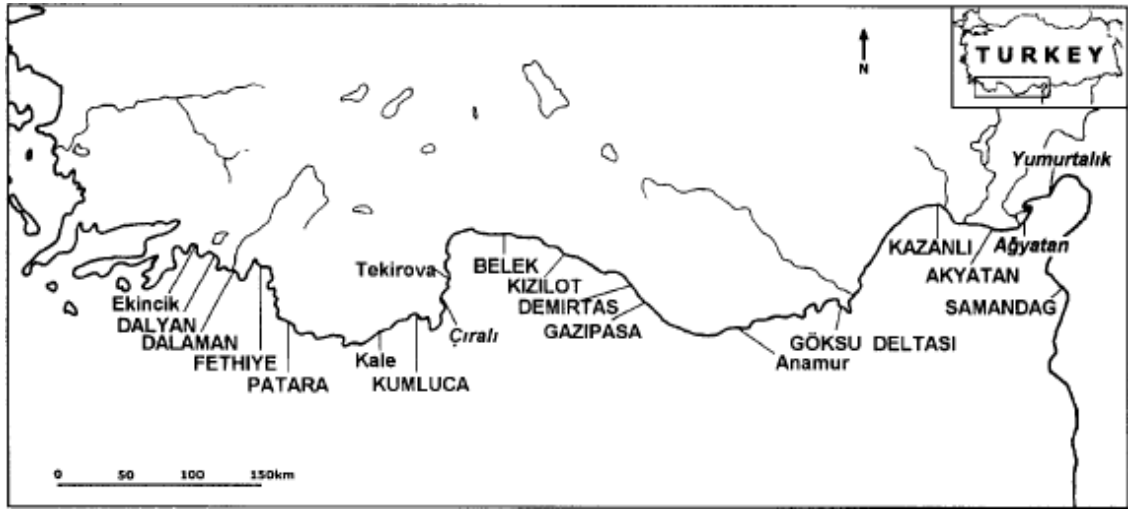 TURKEY
N
Yumurtalık
KAZANLI
Ağyatan
AKYATAN
SAMANDAĞ
Tekirova
BELEK
KIZILOT
DEMIRTAS
GAZIPASA
Çıralı
GÖKSU DELTASI
Anamur
Ekincik
DALYAN
DALAMAN
FETHIYE
PATARA
Kale
KUMLUCA
0 50 100 150km